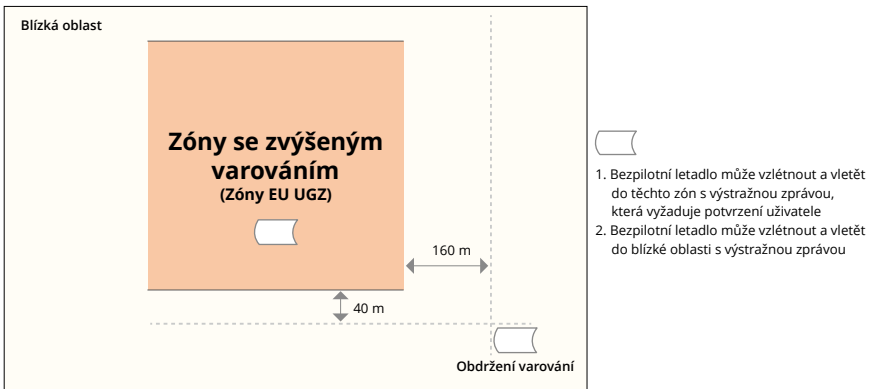 Blízká oblast
Zóny se zvýšeným
varováním
(Zóny EU UGZ)
160 m
40 m
Obdržení varování
1. Bezpilotní letadlo může vzlétnout a vletět
do těchto zón s výstražnou zprávou,
která vyžaduje potvrzení uživatele
2. Bezpilotní letadlo může vzlétnout a vletět
do blízké oblasti s výstražnou zprávou